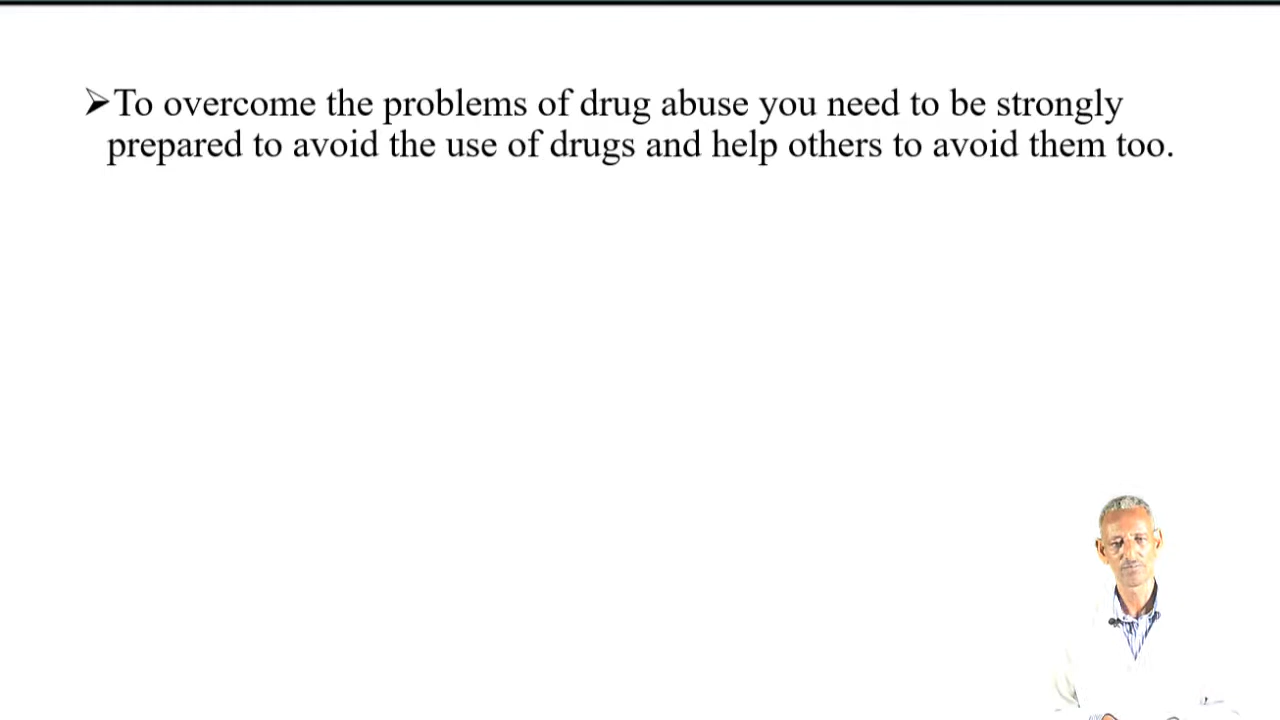 ➢To overcome the problems of drug abuse you need to be strongly
prepared to avoid the use of drugs and help others to avoid them too.